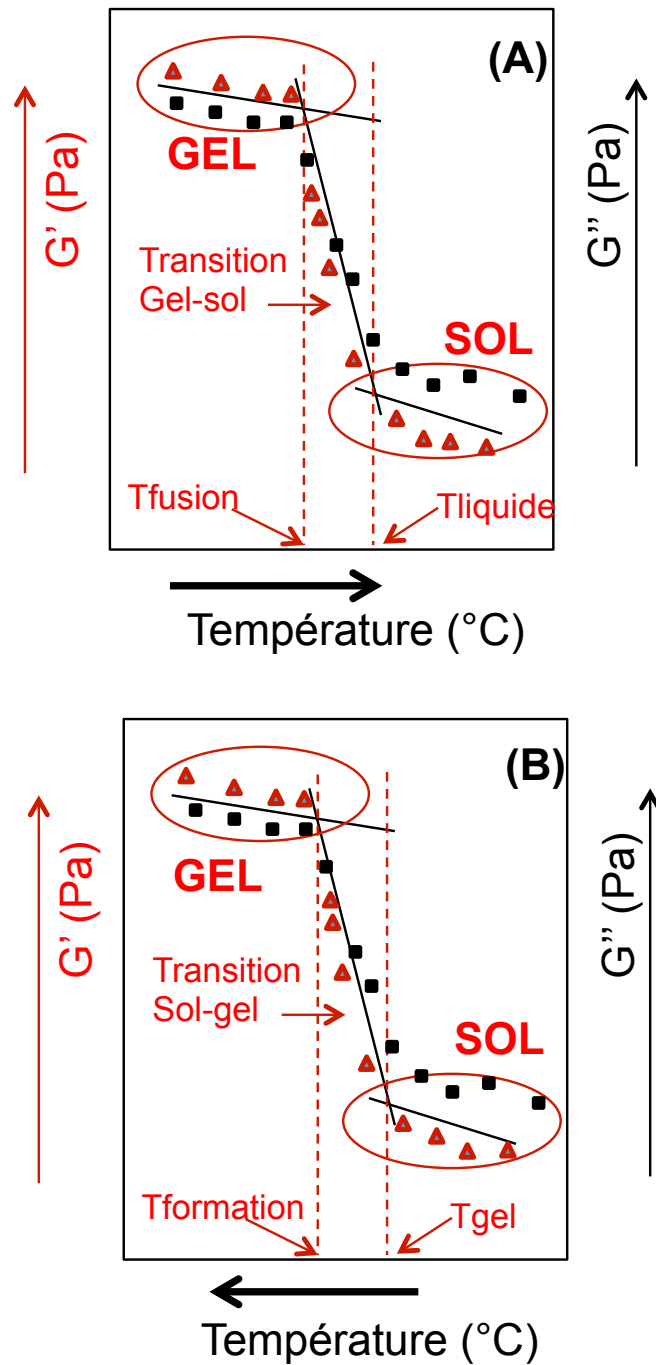 (A)
G' (Pa)
G'' (Pa)
GEL
Transition
Gel-sol
SOL
Tfusion
Tliquide
Température (°C)
(B)
G' (Pa)
G'' (Pa)
GEL
Transition
Sol-gel
SOL
Tformation
Tgel
Température (°C)